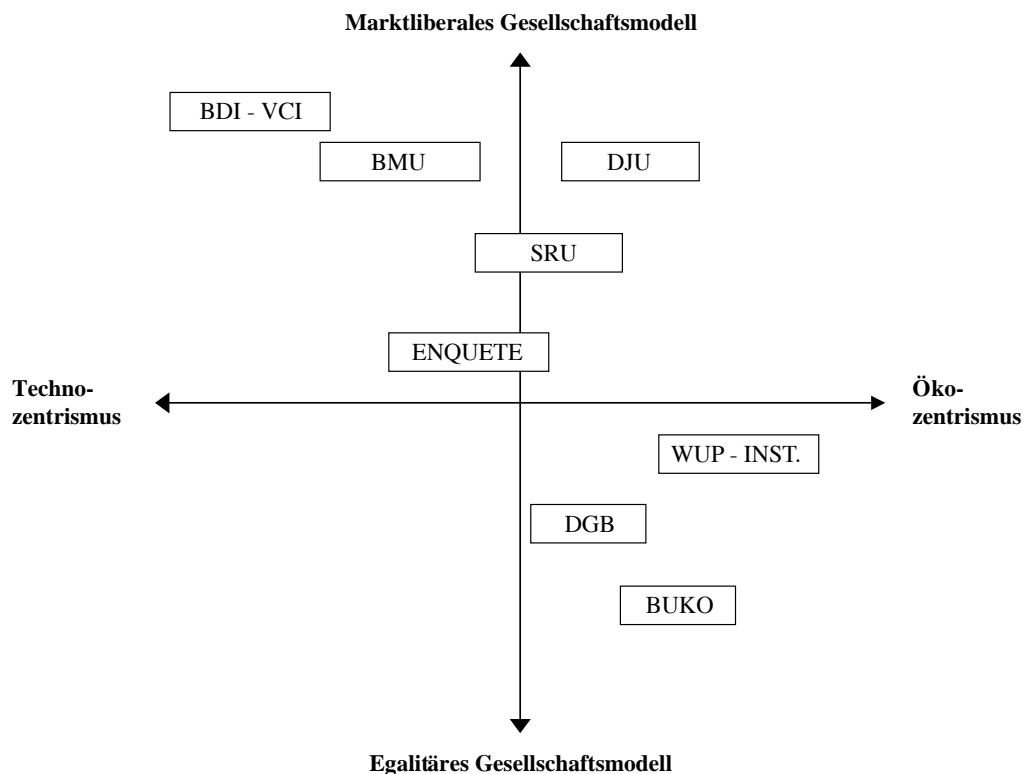 Marktliberales Gesellschaftsmodell
BDI - VCI
BMU
DJU
SRU
ENQUETE
Techno-
zentrismus
Öko-
zentrismus
WUP - INST.
DGB
BUKO
Egalitäres Gesellschaftsmodell